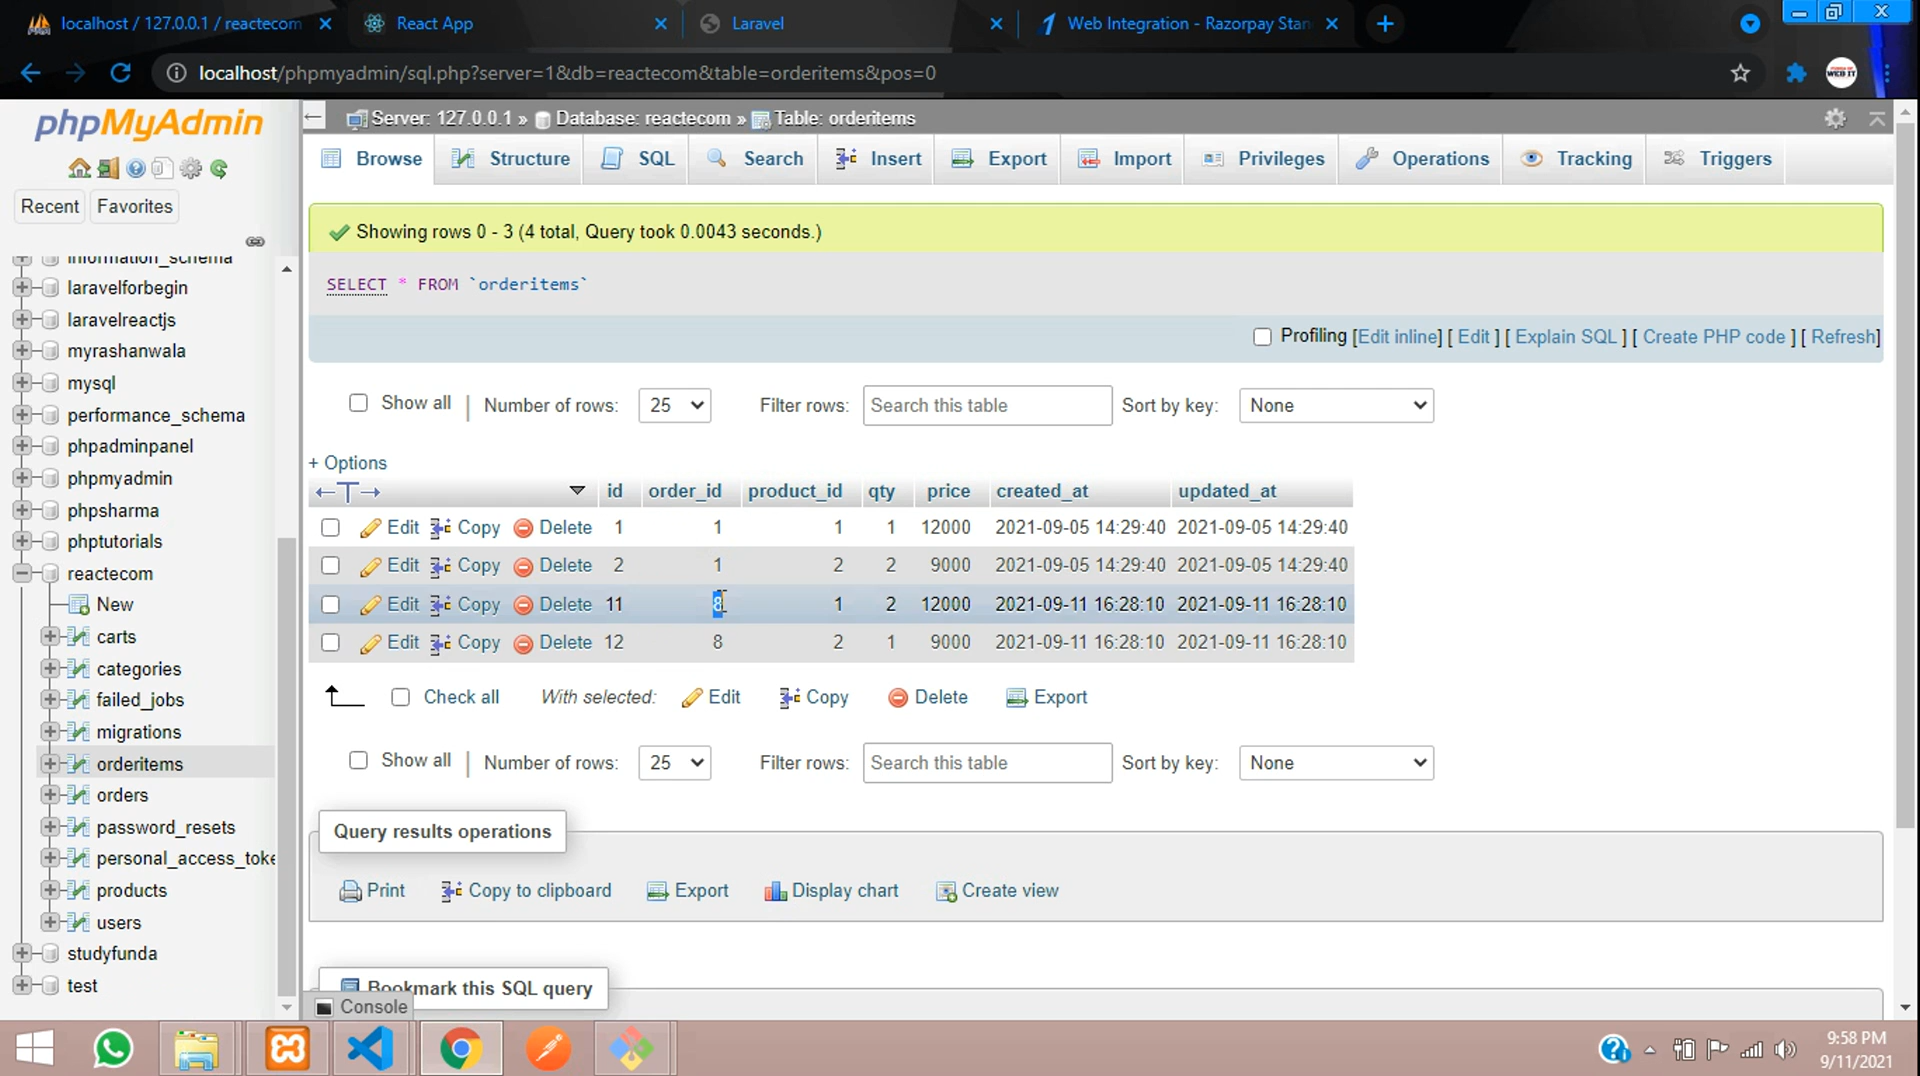 localhost / 127.0.0.1 / reactecom
React App
Laravel
Web Integration - Razorpay Stan
localhost/phpmyadmin/sql.php?server=1&db=reactecom&table=orderitems&pos=0
phpMyAdmin
Recent
Favorites
information_schema
laravelforbegin
laravelreactjs
myrashanwala
mysql
performance_schema
phpadminpanel
phpmyadmin
phpsharma
phptutorials
reactecom
New
carts
categories
failed_jobs
migrations
orderitems
orders
password_resets
personal_access_toke
products
users
studyfunda
test
Server: 127.0.0.1 » Database: reactecom » Table: orderitems
Browse Structure SQL Search Insert Export Import Privileges Operations Tracking Triggers
Showing rows 0 - 3 (4 total, Query took 0.0043 seconds.)
SELECT * FROM `orderitems`
Profiling [Edit inline] [ Edit ] [ Explain SQL ] [ Create PHP code ] [ Refresh]
Show all | Number of rows: 25 Filter rows: Search this table Sort by key: None
+ Options
←T→ id order_id product_id qty price created_at updated_at
Edit Copy Delete 1 1 1 1 12000 2021-09-05 14:29:40 2021-09-05 14:29:40
Edit Copy Delete 2 1 2 2 9000 2021-09-05 14:29:40 2021-09-05 14:29:40
Edit Copy Delete 11 8 1 2 12000 2021-09-11 16:28:10 2021-09-11 16:28:10
Edit Copy Delete 12 8 2 1 9000 2021-09-11 16:28:10 2021-09-11 16:28:10
Check all With selected: Edit Copy Delete Export
Show all | Number of rows: 25 Filter rows: Search this table Sort by key: None
Query results operations
Print Copy to clipboard Export Display chart Create view
Bookmark this SQL query
Console
9:58 PM
9/11/2021